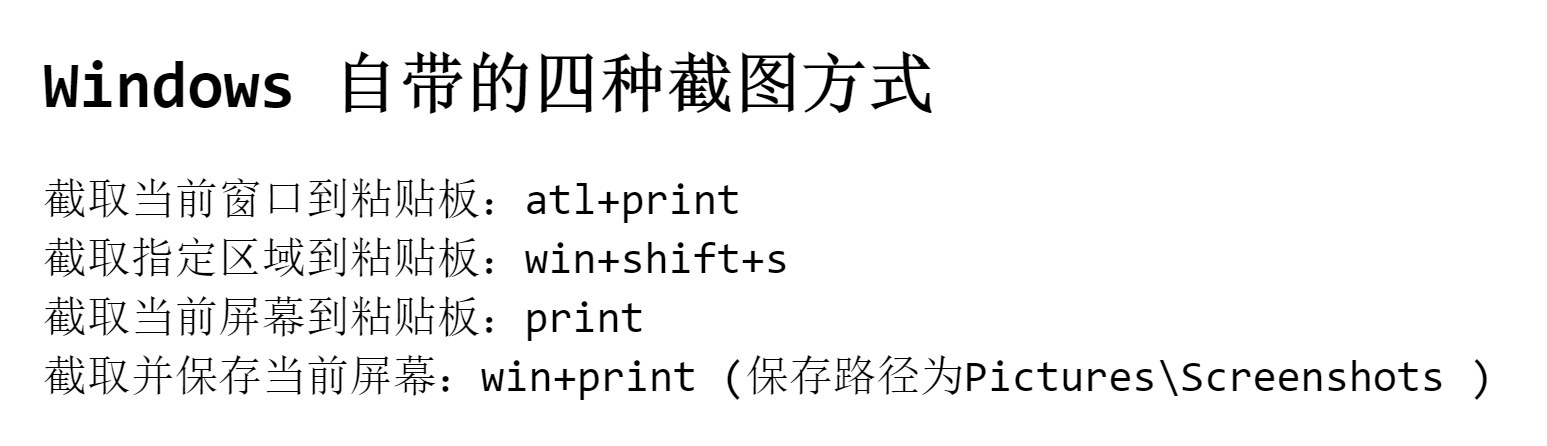 Windows 自带的四种截图方式
截取当前窗口到粘贴板：atl+print
截取指定区域到粘贴板：win+shift+s
截取当前屏幕到粘贴板：print
截取并保存当前屏幕：win+print (保存路径为Pictures\Screenshots )